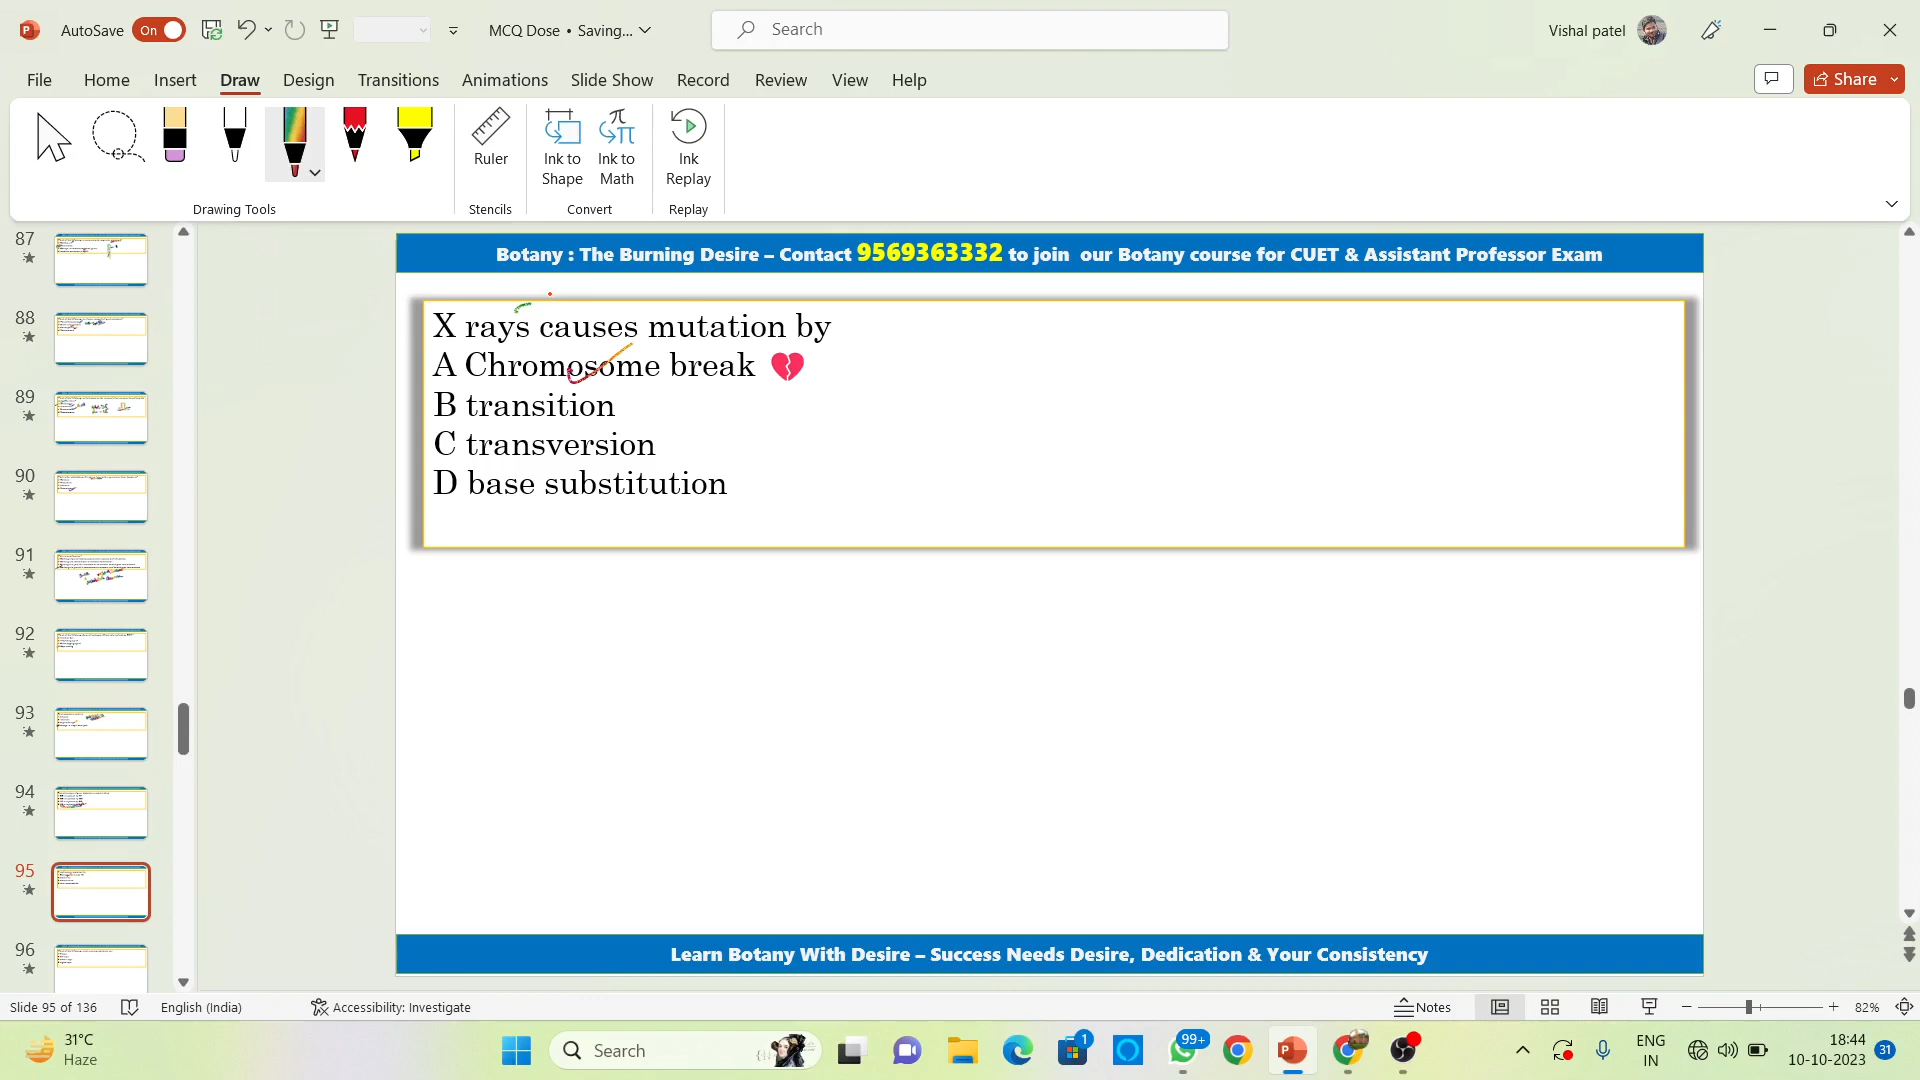 AutoSave On MCQ Dose • Saving... Search Vishal patel
File Home Insert Draw Design Transitions Animations Slide Show Record Review View Help Share
Ruler Ink to Shape Ink to Math Ink Replay
Drawing Tools Stencils Convert Replay
87
88
89
90
91
92
93
94
95
96
Botany : The Burning Desire – Contact 9569363332 to join our Botany course for CUET & Assistant Professor Exam
X rays causes mutation by
A Chromosome break
B transition
C transversion
D base substitution
Learn Botany With Desire – Success Needs Desire, Dedication & Your Consistency
Slide 95 of 136 English (India) Accessibility: Investigate Notes 82%
31°C
Haze
Search
1
99+
ENG
IN
18:44
10-10-2023
31